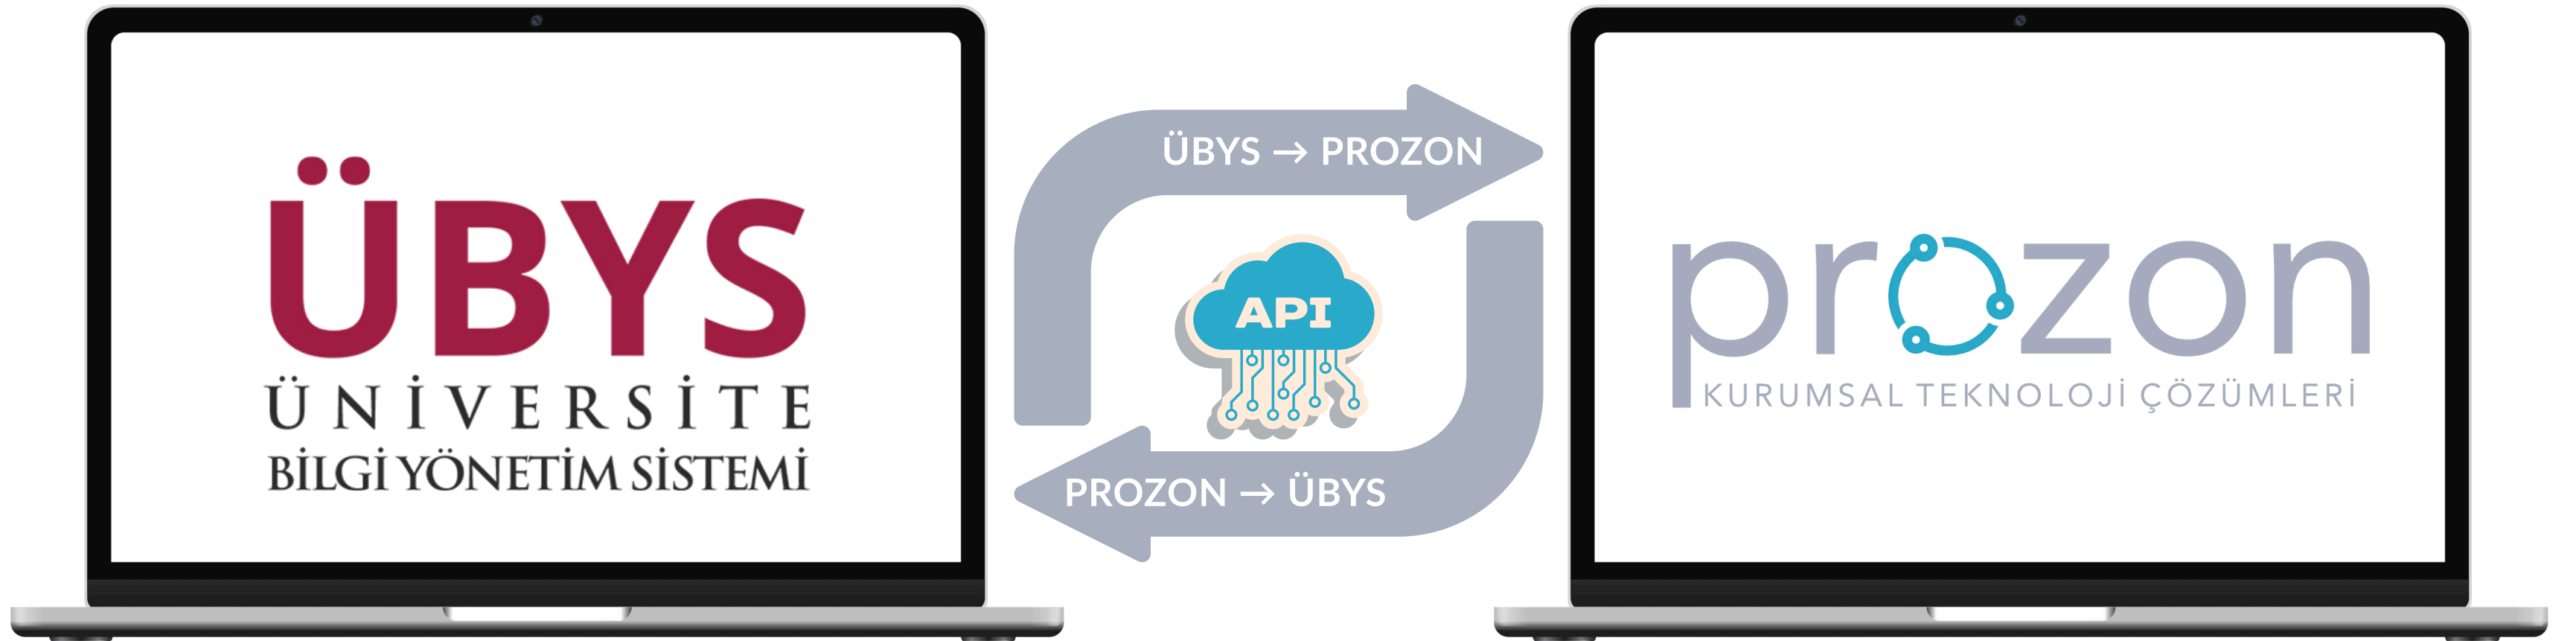 ÜBYS
ÜNİVERSİTE
BİLGİ YÖNETİM SİSTEMİ
ÜBYS → PROZON
API
PROZON → ÜBYS
prozon
KURUMSAL TEKNOLOJİ ÇÖZÜMLERİ